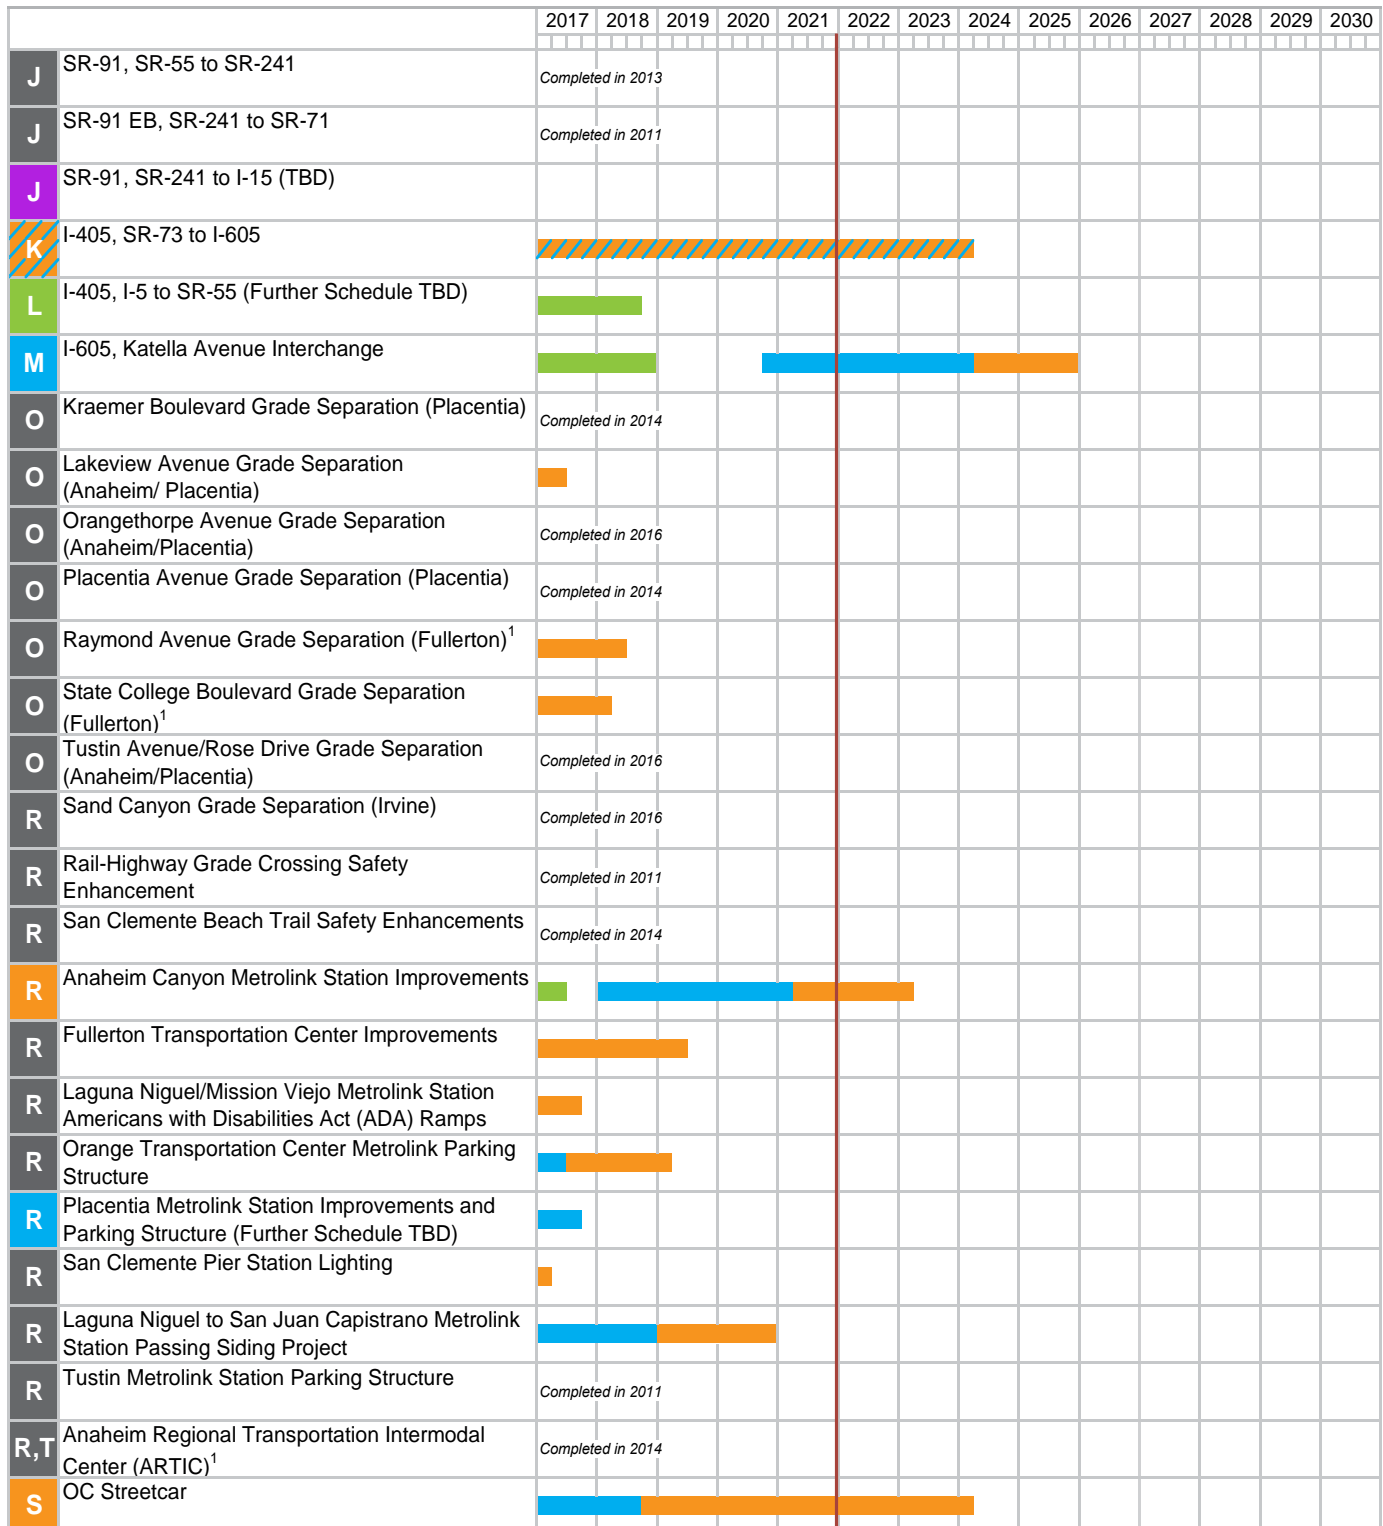 2017 2018 2019 2020 2021 2022 2023 2024 2025 2026 2027 2028 2029 2030
J SR-91, SR-55 to SR-241 Completed in 2013
J SR-91 EB, SR-241 to SR-71 Completed in 2011
J SR-91, SR-241 to I-15 (TBD)
K I-405, SR-73 to I-605
L I-405, I-5 to SR-55 (Further Schedule TBD)
M I-605, Katella Avenue Interchange
O Kraemer Boulevard Grade Separation (Placentia) Completed in 2014
O Lakeview Avenue Grade Separation
(Anaheim/ Placentia)
O Orangethorpe Avenue Grade Separation
(Anaheim/Placentia) Completed in 2016
O Placentia Avenue Grade Separation (Placentia) Completed in 2014
O Raymond Avenue Grade Separation (Fullerton)1
O State College Boulevard Grade Separation
(Fullerton)1
O Tustin Avenue/Rose Drive Grade Separation
(Anaheim/Placentia) Completed in 2016
R Sand Canyon Grade Separation (Irvine) Completed in 2016
R Rail-Highway Grade Crossing Safety
Enhancement Completed in 2011
R San Clemente Beach Trail Safety Enhancements Completed in 2014
R Anaheim Canyon Metrolink Station Improvements
R Fullerton Transportation Center Improvements
R Laguna Niguel/Mission Viejo Metrolink Station
Americans with Disabilities Act (ADA) Ramps
R Orange Transportation Center Metrolink Parking
Structure
R Placentia Metrolink Station Improvements and
Parking Structure (Further Schedule TBD)
R San Clemente Pier Station Lighting
R Laguna Niguel to San Juan Capistrano Metrolink
Station Passing Siding Project
R Tustin Metrolink Station Parking Structure Completed in 2011
R,T Anaheim Regional Transportation Intermodal
Center (ARTIC)1 Completed in 2014
S OC Streetcar